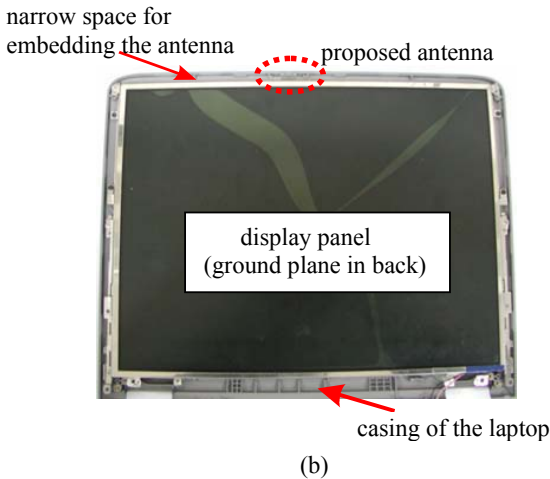 narrow space for
embedding the antenna
proposed antenna
display panel
(ground plane in back)
casing of the laptop
(b)